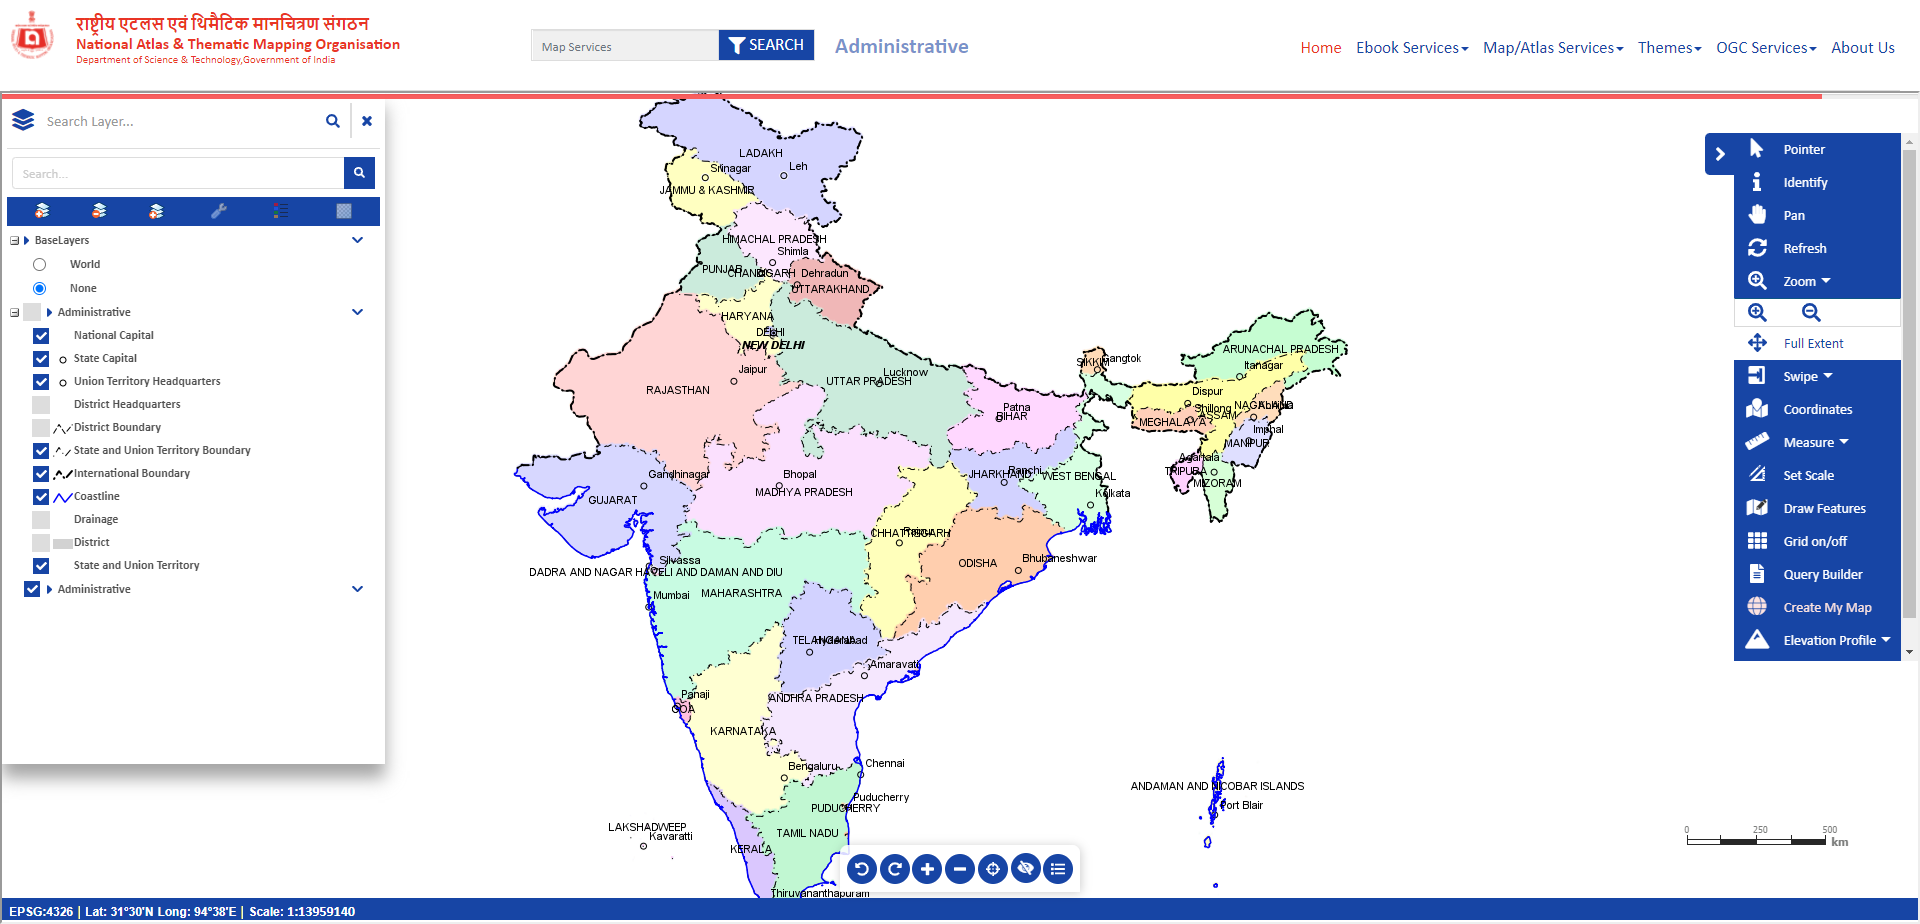 राष्ट्रीय एटलस एवं थिमैटिक मानचित्रण संगठन
National Atlas & Thematic Mapping Organisation
Department of Science & Technology,Government of India
Map Services
SEARCH
Administrative
Home
Ebook Services
Map/Atlas Services
Themes
OGC Services
About Us
Search Layer...
Search...
BaseLayers
World
None
Administrative
National Capital
State Capital
Union Territory Headquarters
District Headquarters
District Boundary
State and Union Territory Boundary
International Boundary
Coastline
Drainage
District
State and Union Territory
Administrative
LADAKH
Leh
Srinagar
JAMMU & KASHMIR
HIMACHAL PRADESH
Shimla
PUNJAB
CHANDIGARH
Dehradun
UTTARAKHAND
HARYANA
DELHI
NEW DELHI
Jaipur
RAJASTHAN
Lucknow
UTTAR PRADESH
Patna
BIHAR
SIKKIM
Gangtok
ARUNACHAL PRADESH
Itanagar
Dispur
Shillong
NAGALAND
ASSAM
MEGHALAYA
Imphal
MANIPUR
Agartala
TRIPURA
MIZORAM
Gandhinagar
GUJARAT
Bhopal
MADHYA PRADESH
JHARKHAND
Ranchi
WEST BENGAL
Kolkata
CHHATTISGARH
ODISHA
Bhubaneshwar
Silvassa
DADRA AND NAGAR HAVELI AND DAMAN AND DIU
Mumbai
MAHARASHTRA
TELANGANA
Hyderabad
Amaravati
ANDHRA PRADESH
Panaji
GOA
KARNATAKA
Bengaluru
Chennai
Puducherry
PUDUCHERRY
TAMIL NADU
LAKSHADWEEP
Kavaratti
KERALA
Thiruvananthapuram
ANDAMAN AND NICOBAR ISLANDS
Port Blair
Pointer
Identify
Pan
Refresh
Zoom
Full Extent
Swipe
Coordinates
Measure
Set Scale
Draw Features
Grid on/off
Query Builder
Create My Map
Elevation Profile
0 250 500
km
EPSG:4326 | Lat: 31°30'N Long: 94°38'E | Scale: 1:13959140